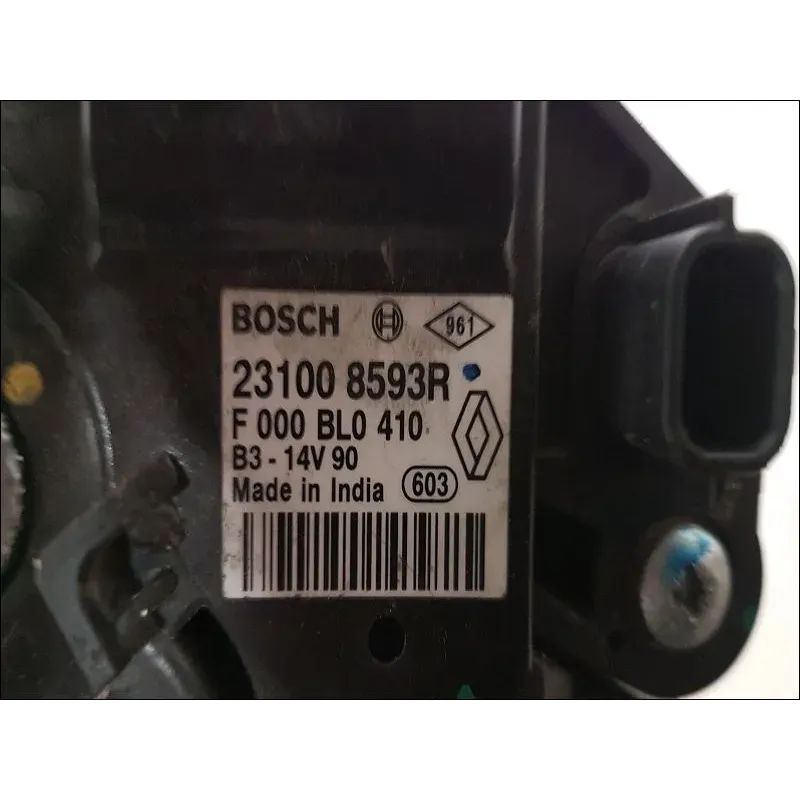 BOSCH 961
23100 8593R
F 000 BL0 410
B3 - 14V 90
Made in India 603